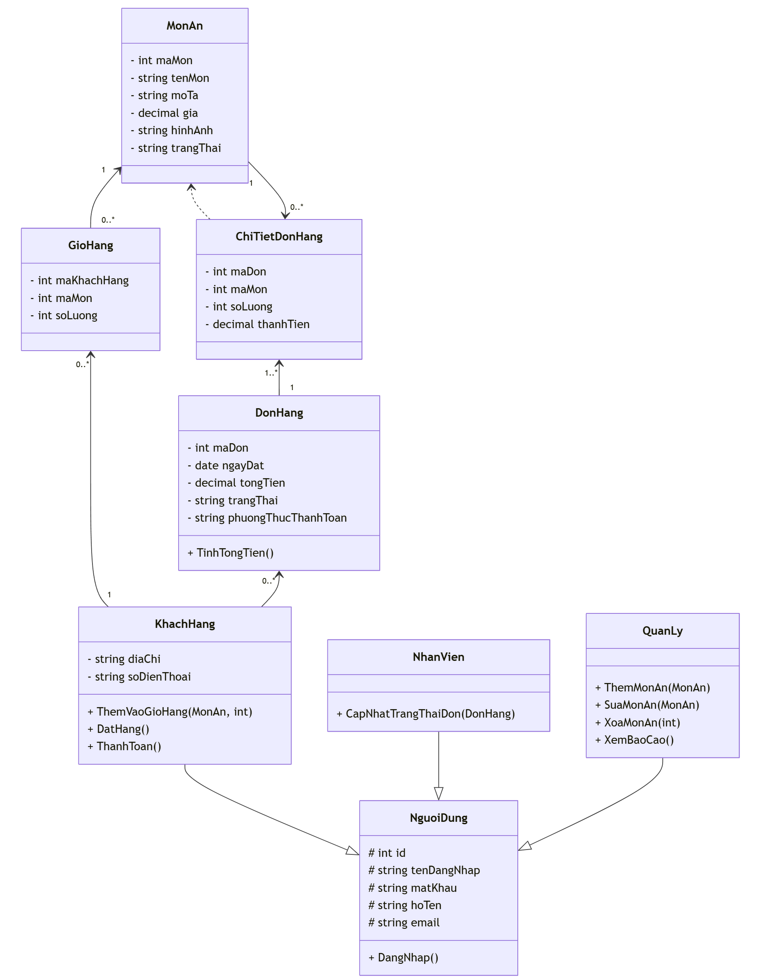 MonAn
- int maMon
- string tenMon
- string moTa
- decimal gia
- string hinhAnh
- string trangThai
1
1
0..*
0..*
GioHang
- int maKhachHang
- int maMon
- int soLuong
ChiTietDonHang
- int maDon
- int maMon
- int soLuong
- decimal thanhTien
0..*
1..*
1
DonHang
- int maDon
- date ngayDat
- decimal tongTien
- string trangThai
- string phuongThucThanhToan
+ TinhTongTien()
0..*
1
KhachHang
- string diaChi
- string soDienThoai
+ ThemVaoGioHang(MonAn, int)
+ DatHang()
+ ThanhToan()
NhanVien
+ CapNhatTrangThaiDon(DonHang)
QuanLy
+ ThemMonAn(MonAn)
+ SuaMonAn(MonAn)
+ XoaMonAn(int)
+ XemBaoCao()
NguoiDung
# int id
# string tenDangNhap
# string matKhau
# string hoTen
# string email
+ DangNhap()